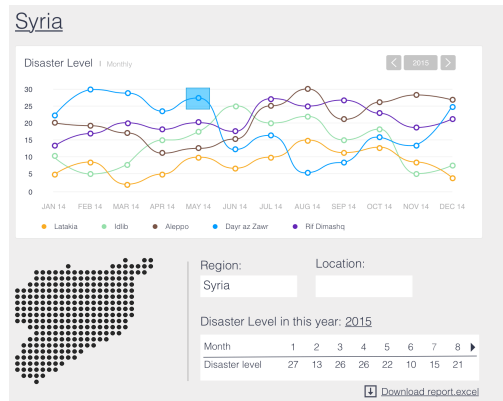 Syria
Disaster Level | Monthly
2015
30
25
20
15
10
5
0
JAN 14 FEB 14 MAR 14 APR 14 MAY 14 JUN 14 JUL 14 AUG 14 SEP 14 OCT 14 NOV 14 DEC 14
Latakia Idlib Aleppo Dayr az Zawr Rif Dimashq
Region: Location:
Syria
Disaster Level in this year: 2015
Month 1 2 3 4 5 6 7 8
Disaster level 27 13 26 26 22 10 15 21
Download report.excel